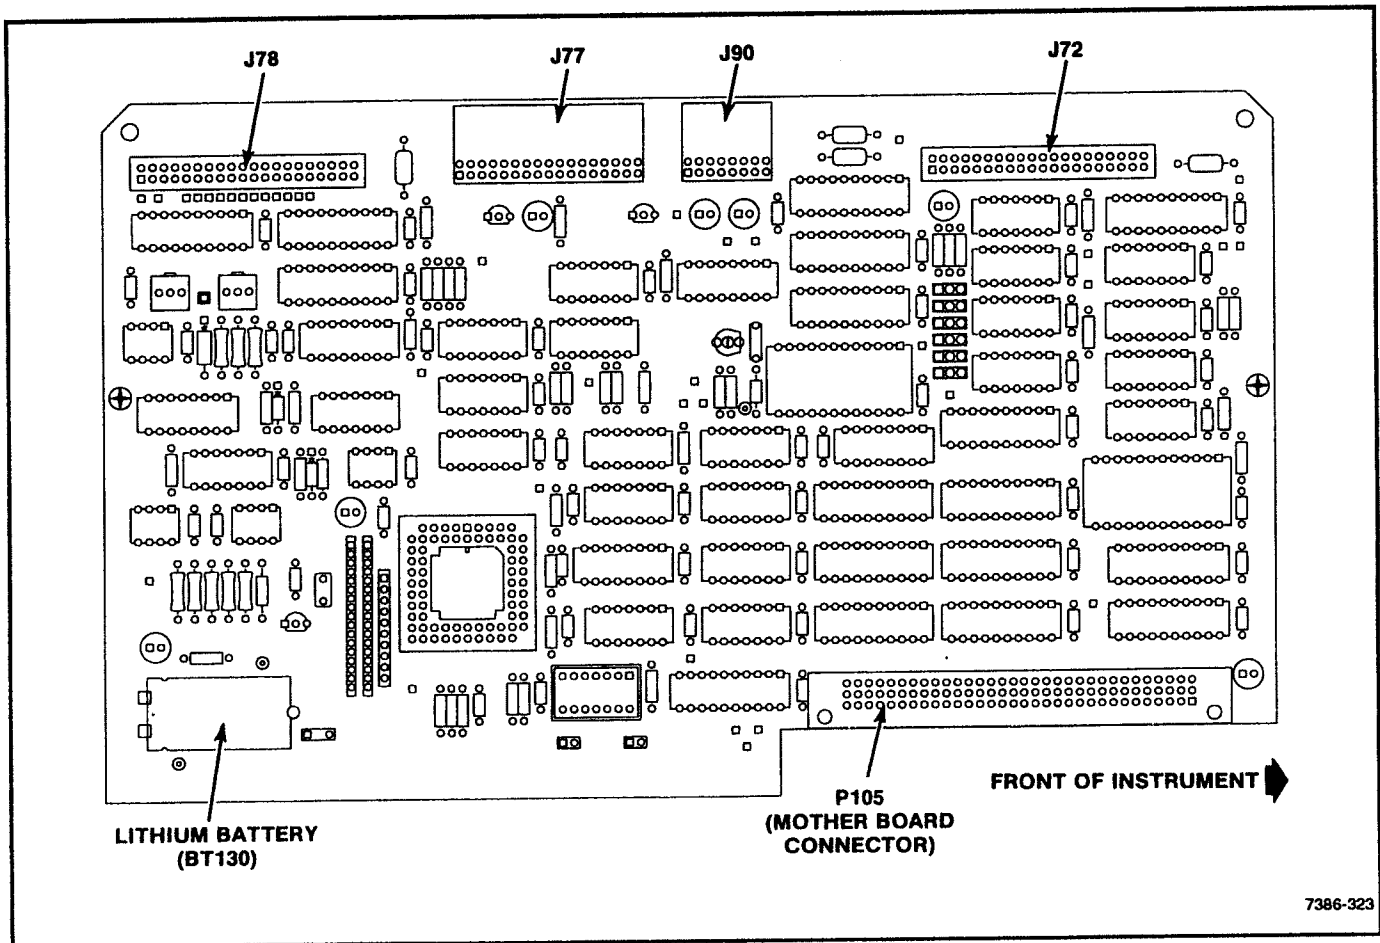 J78
J77
J90
J72
FRONT OF INSTRUMENT
P105
(MOTHER BOARD
CONNECTOR)
LITHIUM BATTERY
(BT130)
7386-323